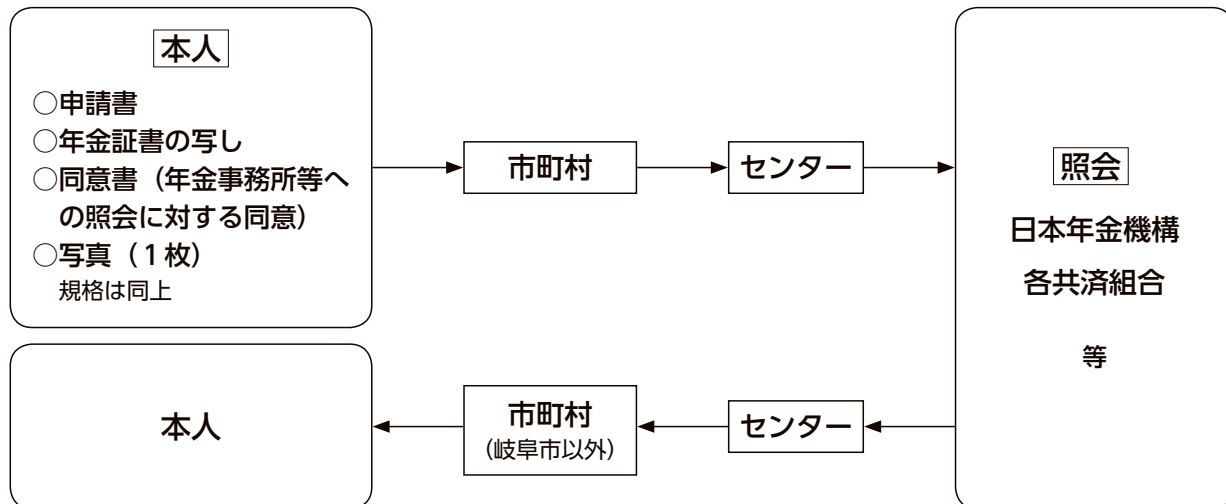 本人
○申請書
○年金証書の写し
○同意書（年金事務所等へ
の照会に対する同意）
○写真（１枚）
規格は同上
市町村
センター
照会
日本年金機構
各共済組合
等
本人
市町村
（岐阜市以外）
センター